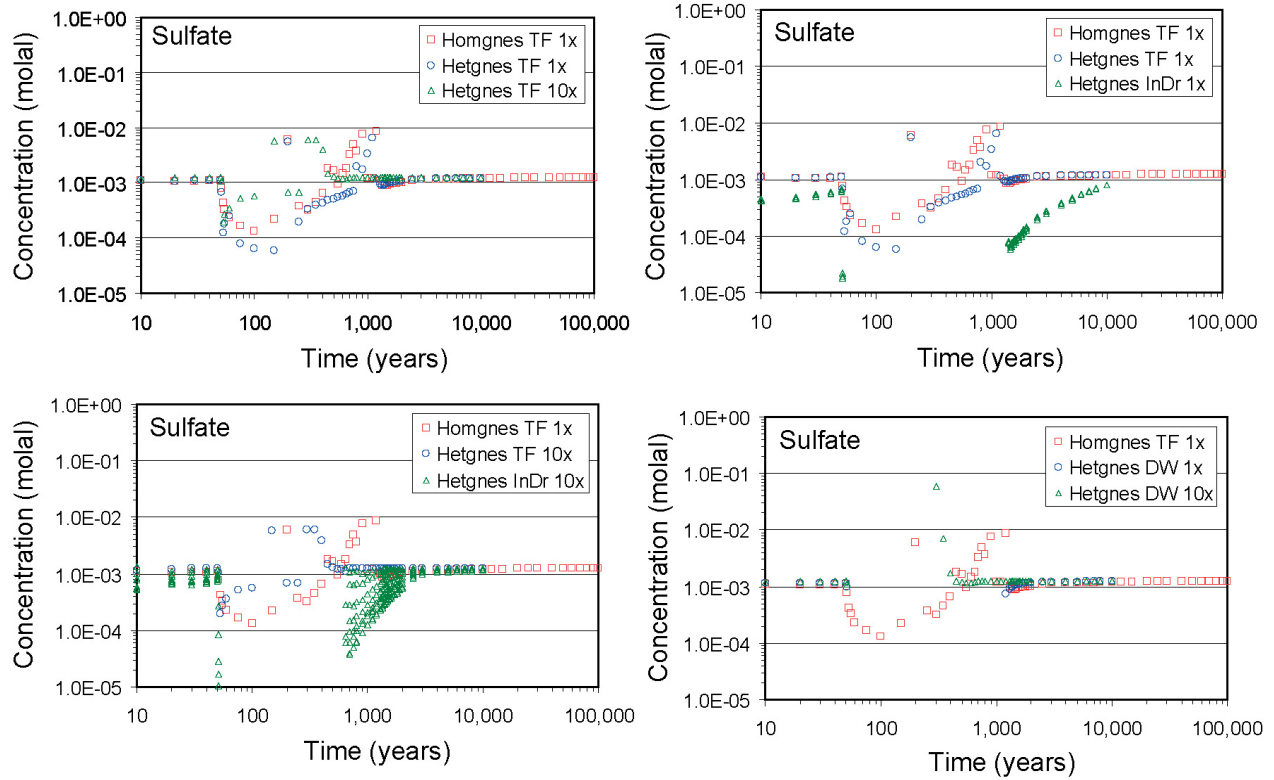 Sulfate
Homgnes TF 1x
Hetgnes TF 1x
Hetgnes TF 10x
Concentration (molal)
1.0E+00
1.0E-01
1.0E-02
1.0E-03
1.0E-04
1.0E-05
10
100
1,000
10,000
100,000
Time (years)
Sulfate
Homgnes TF 1x
Hetgnes TF 1x
Hetgnes InDr 1x
Concentration (molal)
1.0E+00
1.0E-01
1.0E-02
1.0E-03
1.0E-04
1.0E-05
10
100
1,000
10,000
100,000
Time (years)
Sulfate
Homgnes TF 1x
Hetgnes TF 10x
Hetgnes InDr 10x
Concentration (molal)
1.0E+00
1.0E-01
1.0E-02
1.0E-03
1.0E-04
1.0E-05
10
100
1,000
10,000
100,000
Time (years)
Sulfate
Homgnes TF 1x
Hetgnes DW 1x
Hetgnes DW 10x
Concentration (molal)
1.0E+00
1.0E-01
1.0E-02
1.0E-03
1.0E-04
1.0E-05
10
100
1,000
10,000
100,000
Time (years)